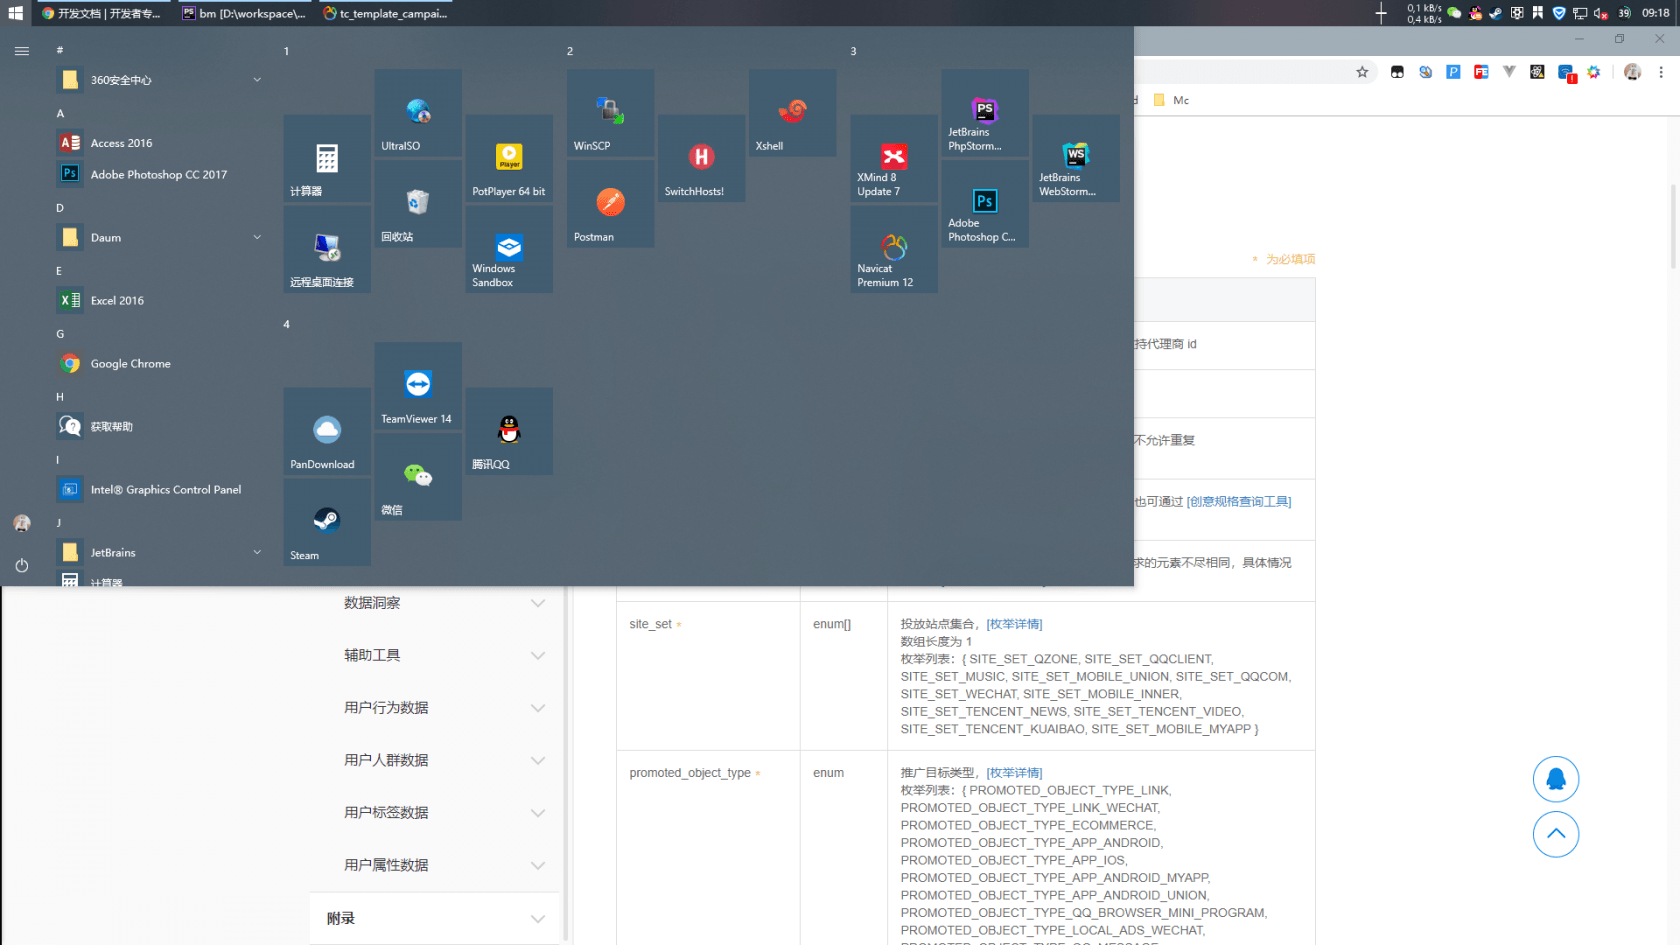 开发文档 | 开发者专...
bm [D:\workspace\...
tc_template_campai...
0,1 kB/s
0,4 kB/s
39
09:18
#
360安全中心
A
Access 2016
Adobe Photoshop CC 2017
D
Daum
E
Excel 2016
G
Google Chrome
H
获取帮助
I
Intel® Graphics Control Panel
J
JetBrains
计算器
1
计算器
UltraISO
PotPlayer 64 bit
回收站
远程桌面连接
Windows
Sandbox
2
WinSCP
SwitchHosts!
Xshell
Postman
3
XMind 8
Update 7
JetBrains
PhpStorm...
JetBrains
WebStorm...
Adobe
Photoshop C...
Navicat
Premium 12
4
PanDownload
TeamViewer 14
腾讯QQ
微信
Steam
d
Mc
* 为必填项
持代理商 id
不允许重复
也可通过 [创意规格查询工具]
求的元素不尽相同，具体情况
数据洞察
辅助工具
用户行为数据
用户人群数据
用户标签数据
用户属性数据
附录
site_set *
enum[]
投放站点集合，[枚举详情]
数组长度为 1
枚举列表：{ SITE_SET_QZONE, SITE_SET_QQCLIENT,
SITE_SET_MUSIC, SITE_SET_MOBILE_UNION, SITE_SET_QQCOM,
SITE_SET_WECHAT, SITE_SET_MOBILE_INNER,
SITE_SET_TENCENT_NEWS, SITE_SET_TENCENT_VIDEO,
SITE_SET_TENCENT_KUAIBAO, SITE_SET_MOBILE_MYAPP }
promoted_object_type *
enum
推广目标类型，[枚举详情]
枚举列表：{ PROMOTED_OBJECT_TYPE_LINK,
PROMOTED_OBJECT_TYPE_LINK_WECHAT,
PROMOTED_OBJECT_TYPE_ECOMMERCE,
PROMOTED_OBJECT_TYPE_APP_ANDROID,
PROMOTED_OBJECT_TYPE_APP_IOS,
PROMOTED_OBJECT_TYPE_APP_ANDROID_MYAPP,
PROMOTED_OBJECT_TYPE_APP_ANDROID_UNION,
PROMOTED_OBJECT_TYPE_QQ_BROWSER_MINI_PROGRAM,
PROMOTED_OBJECT_TYPE_LOCAL_ADS_WECHAT,